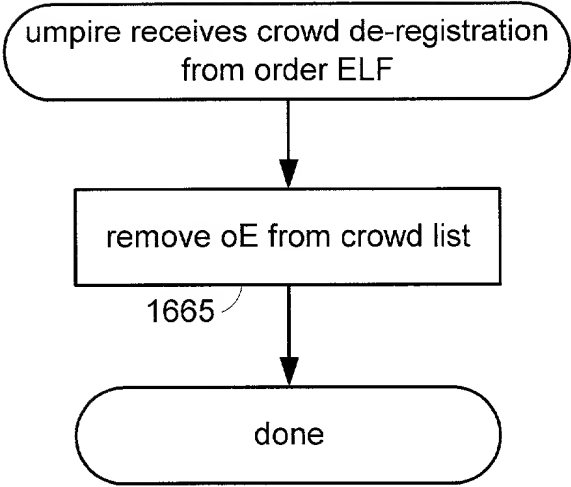 umpire receives crowd de-registration
from order ELF
remove oE from crowd list
1665
done